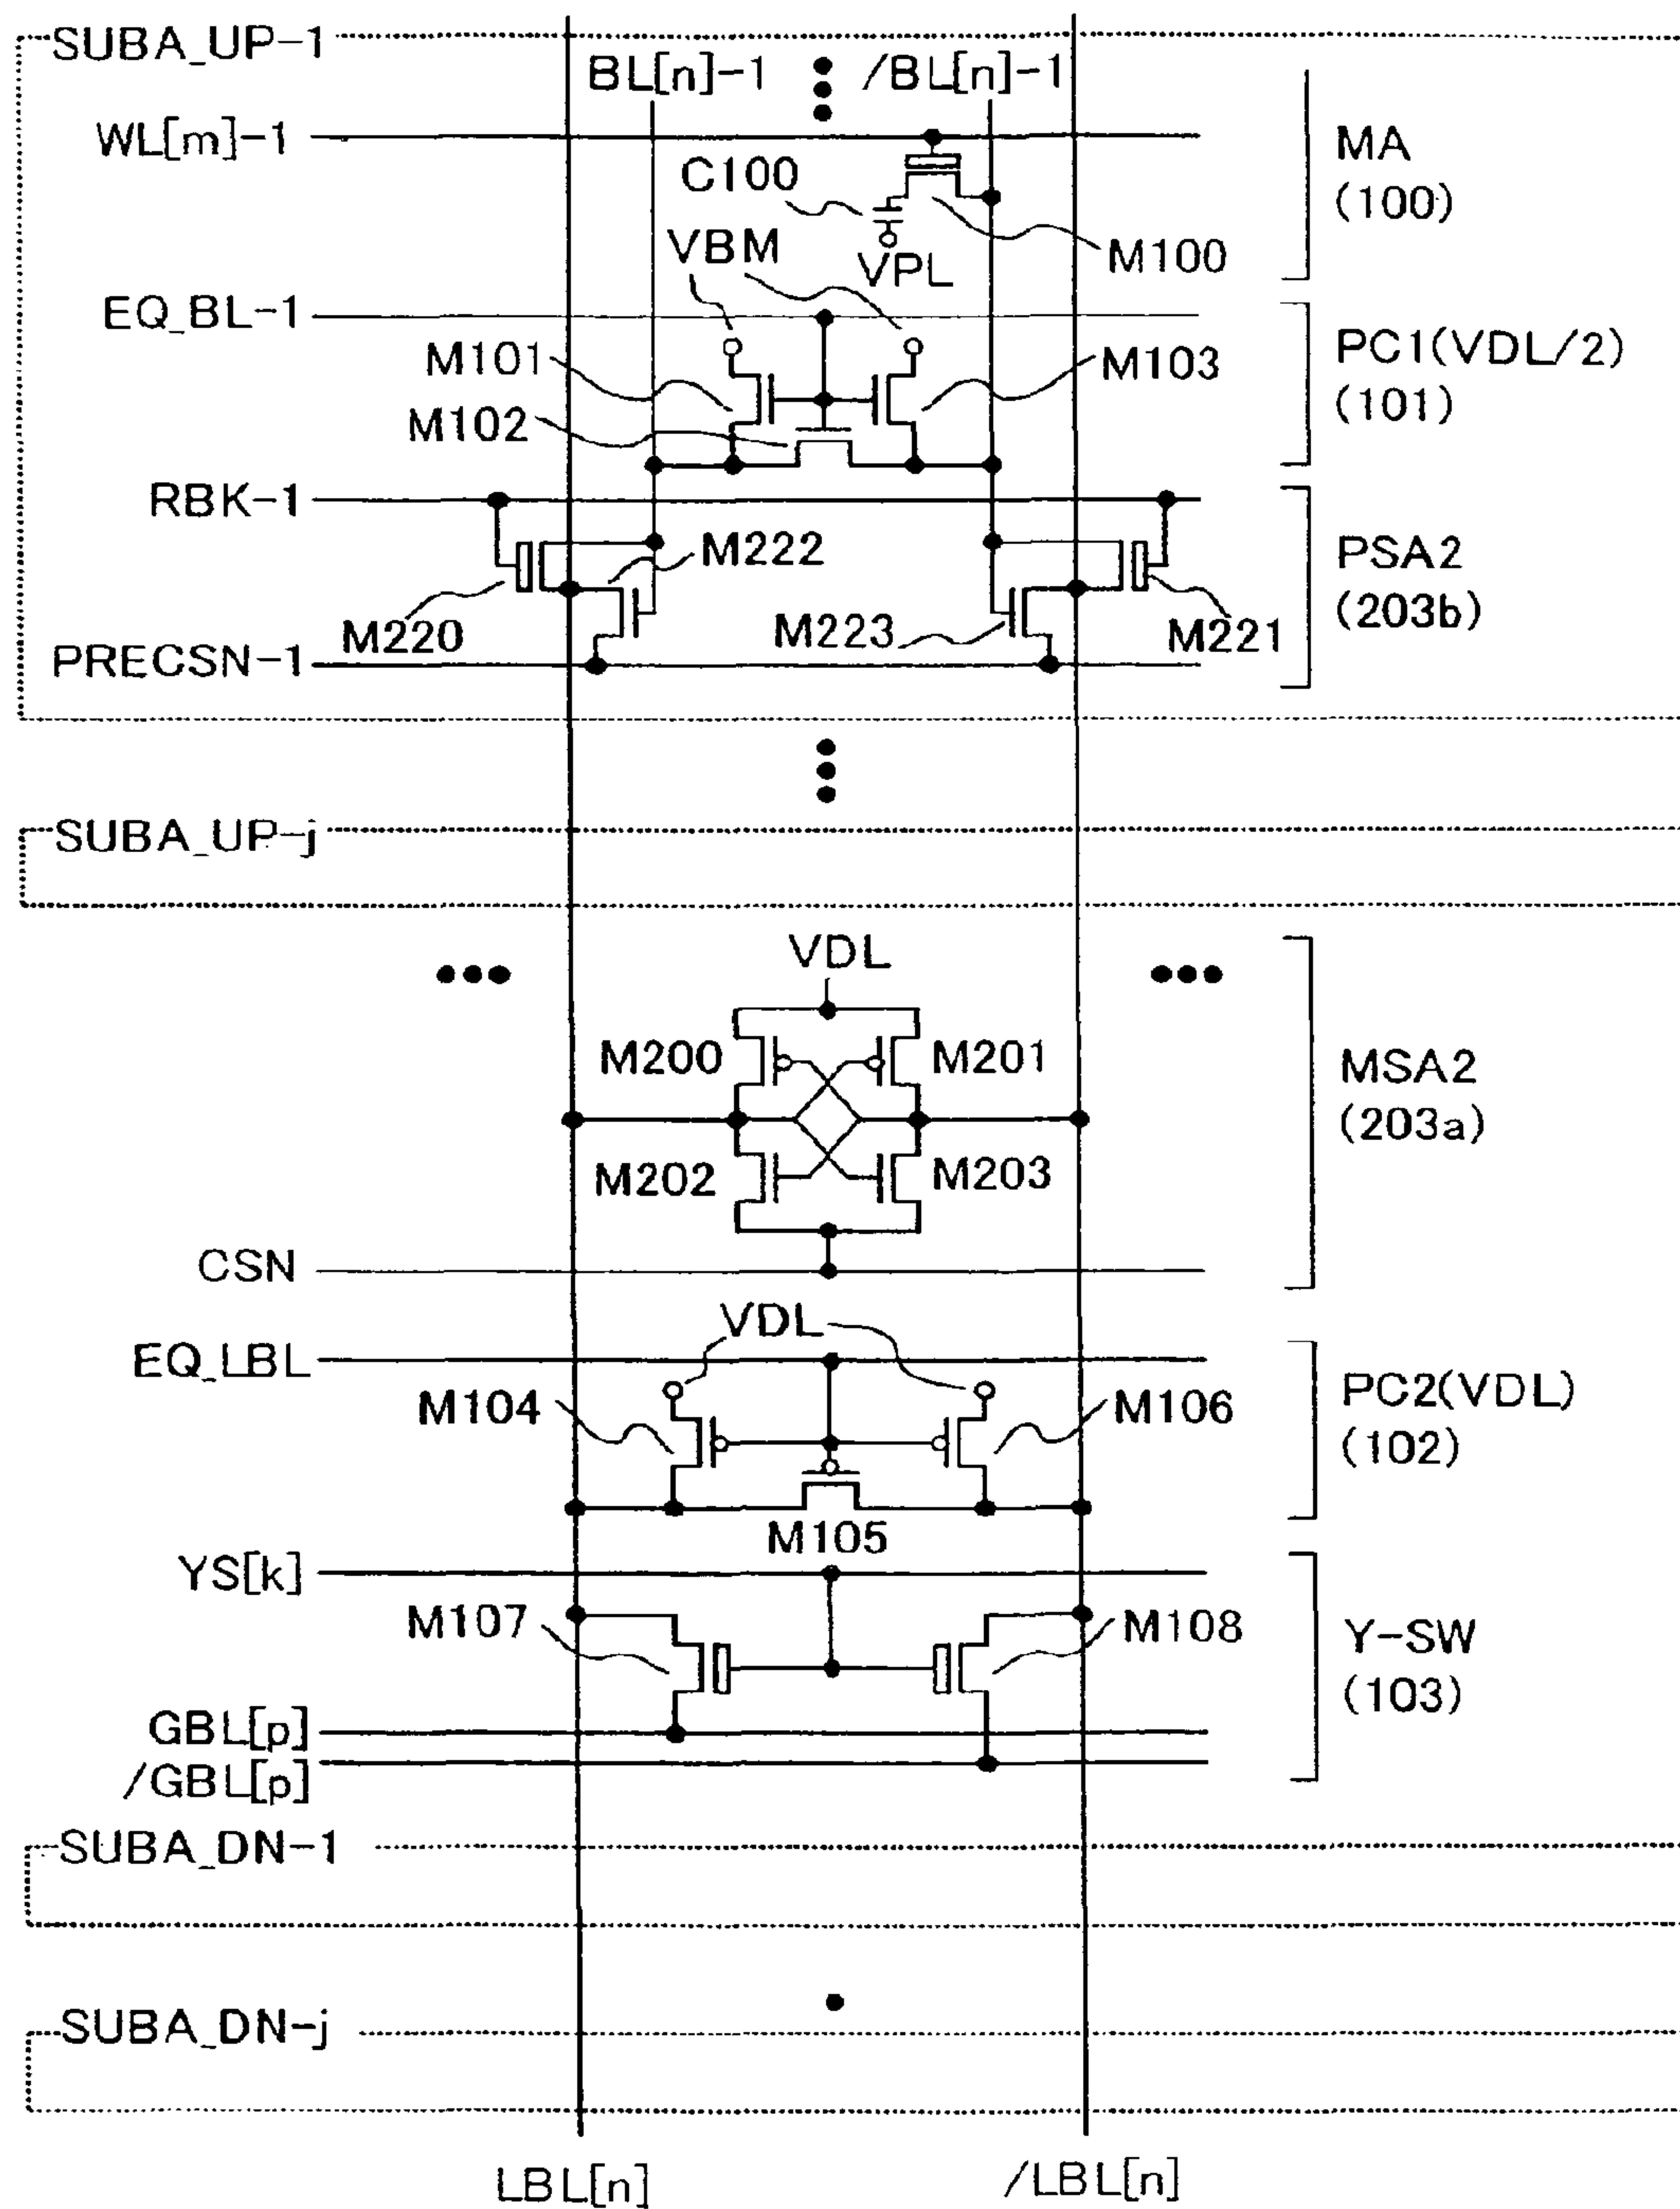 SUBA_UP-1
BL[n]-1
/BL[n]-1
WL[m]-1
C100
MA
(100)
VBM
VPL
M100
EQ_BL-1
M101
M103
PC1(VDL/2)
(101)
M102
RBK-1
M222
PSA2
(203b)
M220
M223
M221
PRECSN-1
SUBA_UP-j
VDL
M200
M201
MSA2
(203a)
M202
M203
CSN
VDL
EQ_LBL
M104
M106
PC2(VDL)
(102)
M105
YS[k]
M107
M108
Y-SW
(103)
GBL[p]
/GBL[p]
SUBA_DN-1
SUBA_DN-j
LBL[n]
/LBL[n]